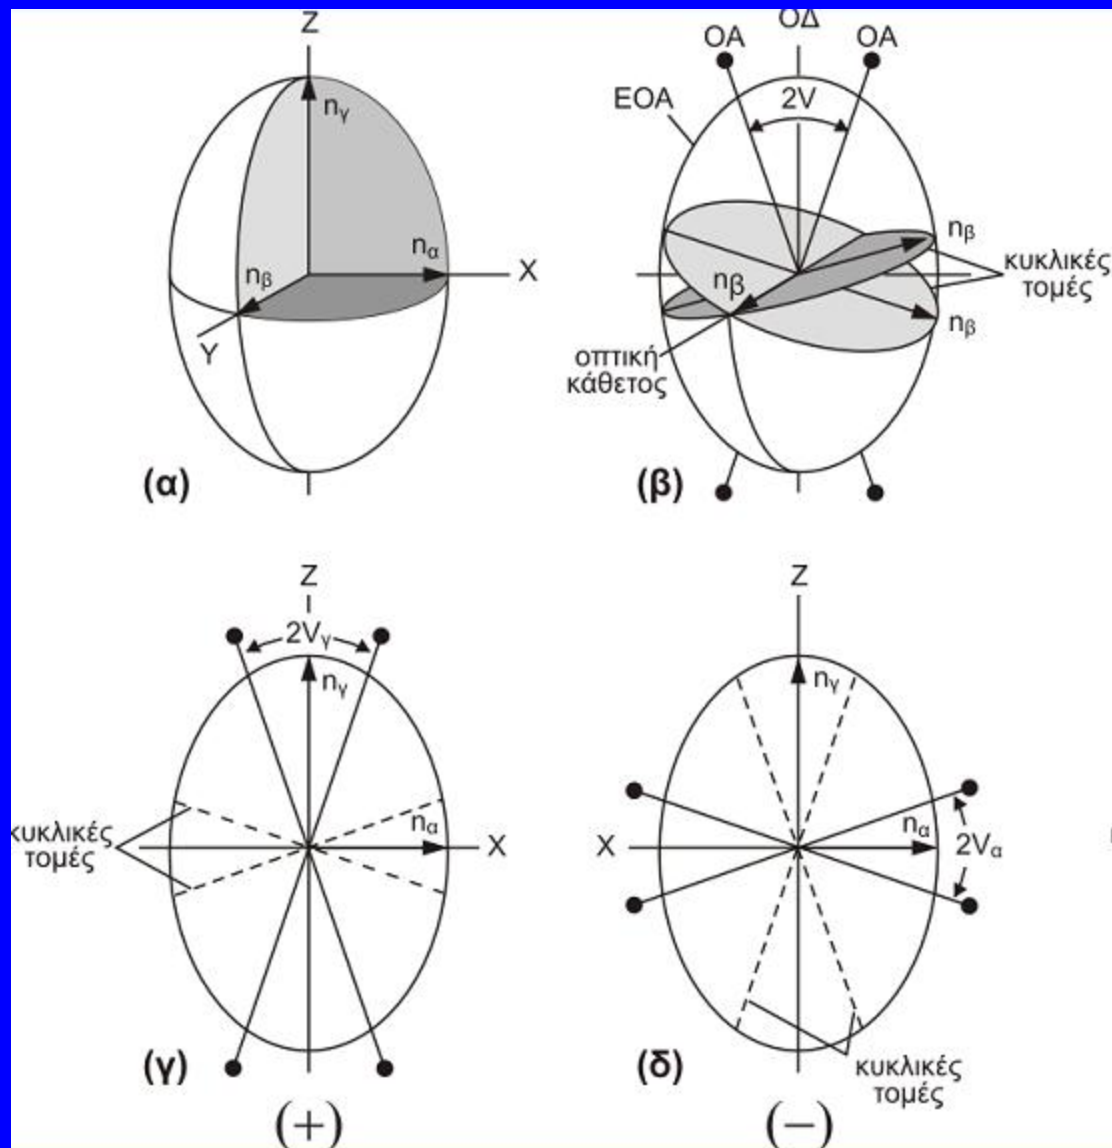 Z
nγ
nα
X
nβ
Y
(α)
ΟΔ
ΟΑ
ΟΑ
ΕΟΑ
2V
nβ
nβ
κυκλικές
τομές
nβ
οπτική
κάθετος
(β)
Z
2Vγ
nγ
nα
X
κυκλικές
τομές
(γ)
(+)
Z
nγ
X
nα
2Vα
(δ)
κυκλικές
τομές
(−)